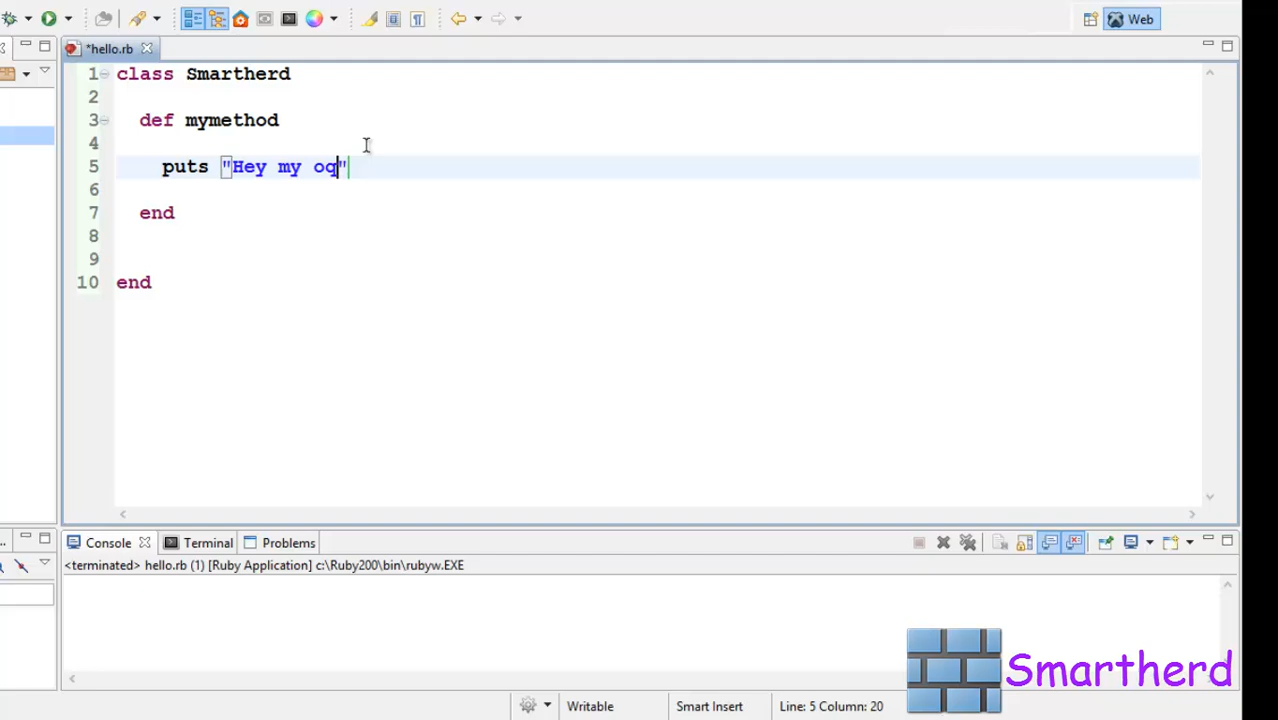 Web
*hello.rb
1 class Smartherd
2
3 def mymethod
4
5 puts "Hey my oq"
6
7 end
8
9
10 end
Console Terminal Problems
<terminated> hello.rb (1) [Ruby Application] c:\Ruby200\bin\rubyw.EXE
Smartherd
Writable Smart Insert Line: 5 Column: 20